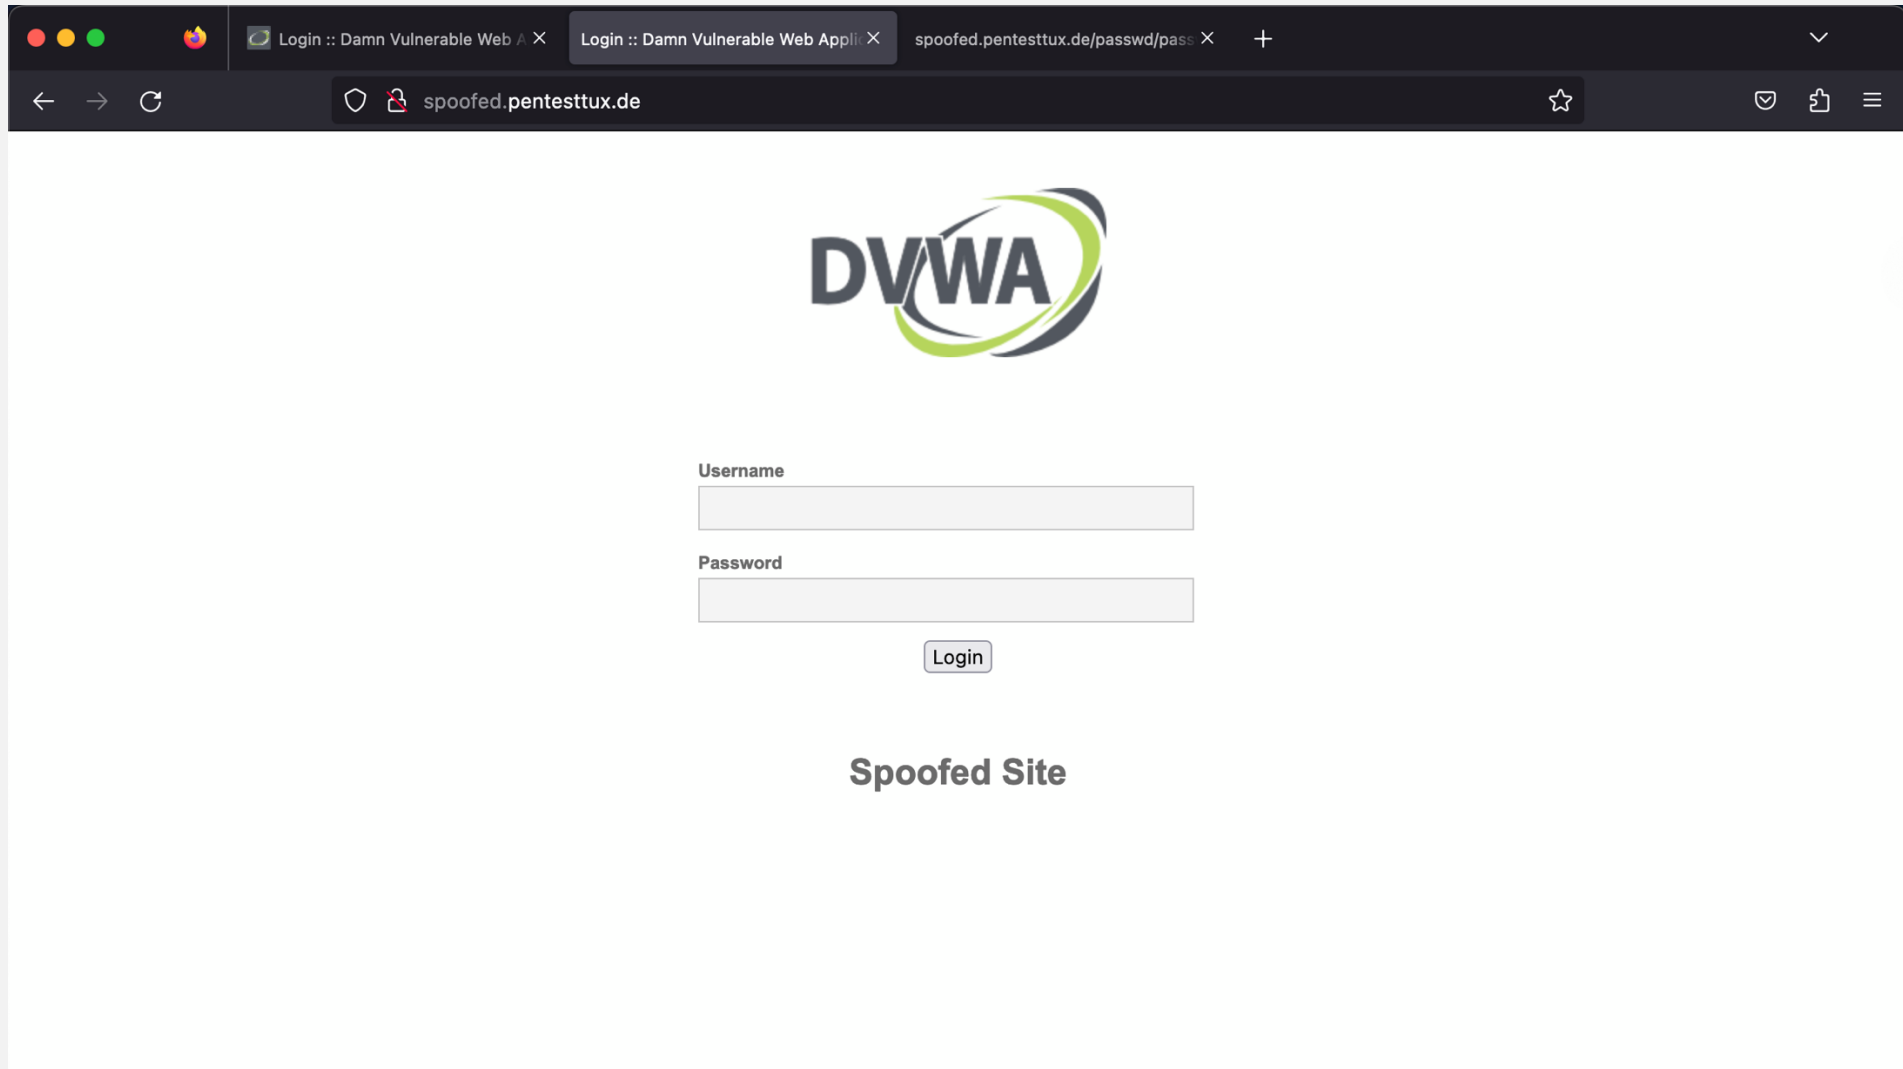 Login :: Damn Vulnerable Web A
Login :: Damn Vulnerable Web Appli
spoofed.pentesttux.de/passwd/pass
spoofed.pentesttux.de
DVWA
Username
Password
Login
Spoofed Site